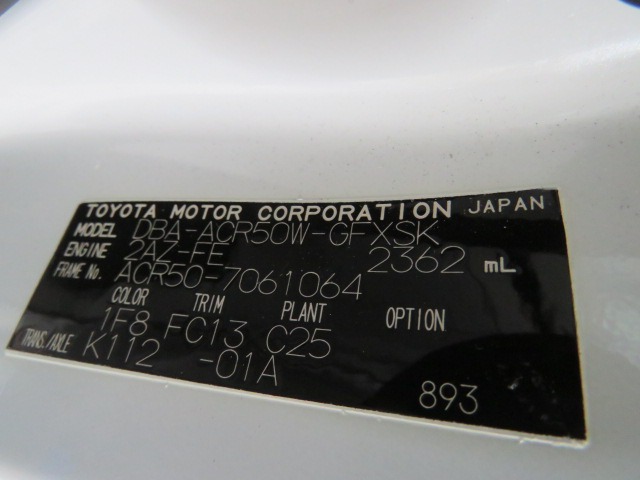 TOYOTA MOTOR CORPORATION JAPAN
MODEL DBA-ACR50W-GFXSK
ENGINE 2AZ-FE 2362 mL
FRAME No. ACR50-7061064
COLOR TRIM PLANT OPTION
1F8 FC13 C25
TRANS./AXLE K112 -01A
893